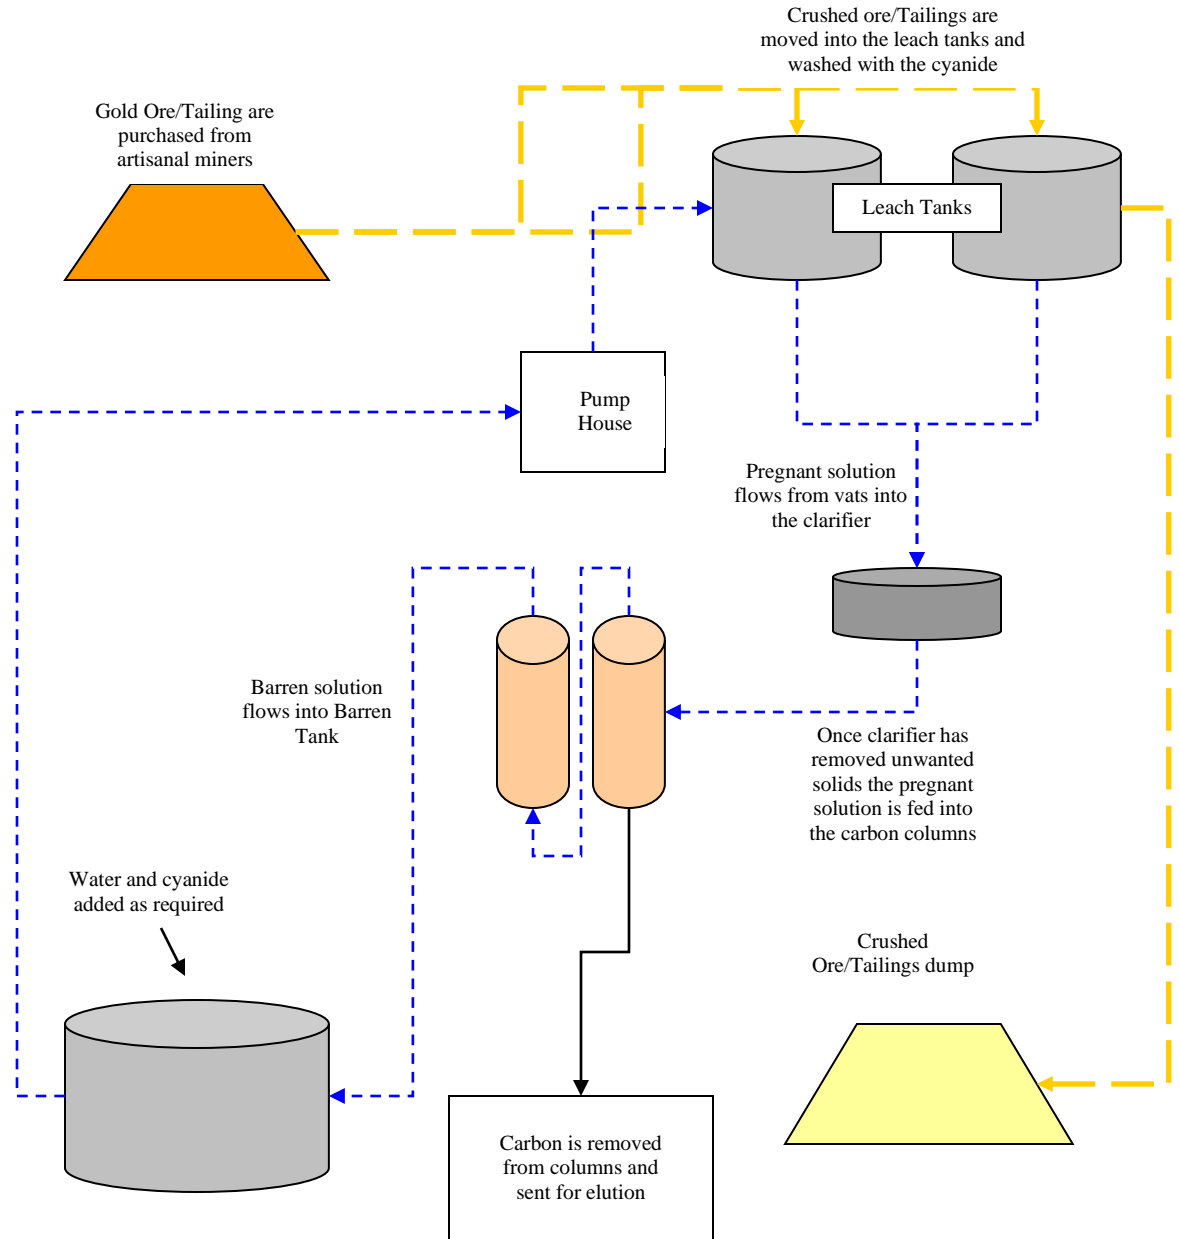 Crushed ore/Tailings are
moved into the leach tanks and
washed with the cyanide
Gold Ore/Tailing are
purchased from
artisanal miners
Leach Tanks
Pump
House
Pregnant solution
flows from vats into
the clarifier
Barren solution
flows into Barren
Tank
Once clarifier has
removed unwanted
solids the pregnant
solution is fed into
the carbon columns
Water and cyanide
added as required
Crushed
Ore/Tailings dump
Carbon is removed
from columns and
sent for elution